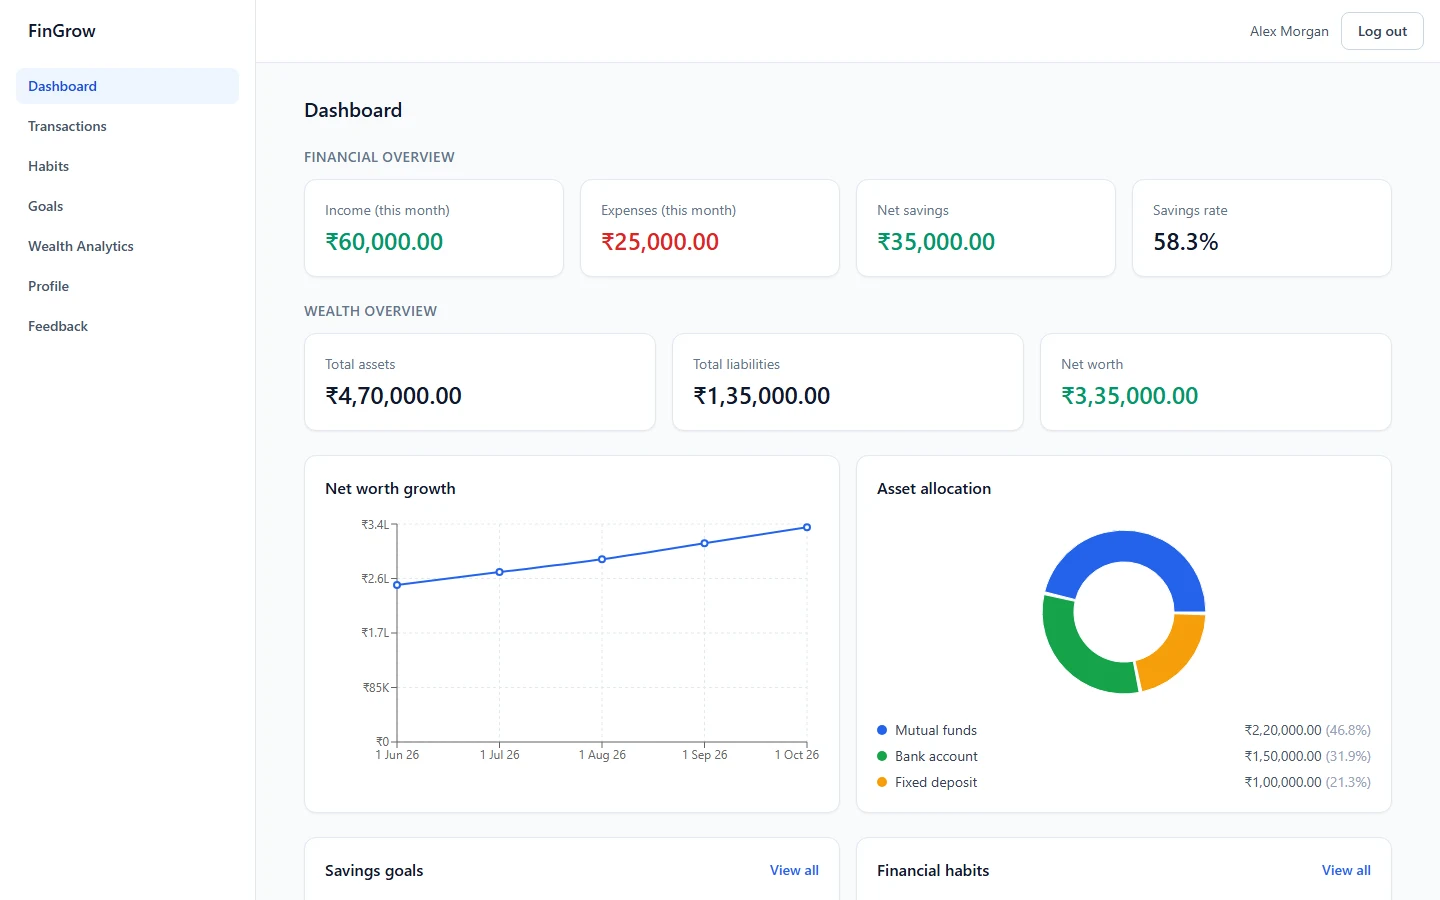 FinGrow
Alex Morgan
Log out
Dashboard
Transactions
Habits
Goals
Wealth Analytics
Profile
Feedback
Dashboard
FINANCIAL OVERVIEW
Income (this month)
₹60,000.00
Expenses (this month)
₹25,000.00
Net savings
₹35,000.00
Savings rate
58.3%
WEALTH OVERVIEW
Total assets
₹4,70,000.00
Total liabilities
₹1,35,000.00
Net worth
₹3,35,000.00
Net worth growth
₹3.4L
₹2.6L
₹1.7L
₹85K
₹0
1 Jun 26 1 Jul 26 1 Aug 26 1 Sep 26 1 Oct 26
Asset allocation
Mutual funds ₹2,20,000.00 (46.8%)
Bank account ₹1,50,000.00 (31.9%)
Fixed deposit ₹1,00,000.00 (21.3%)
Savings goals View all
Financial habits View all